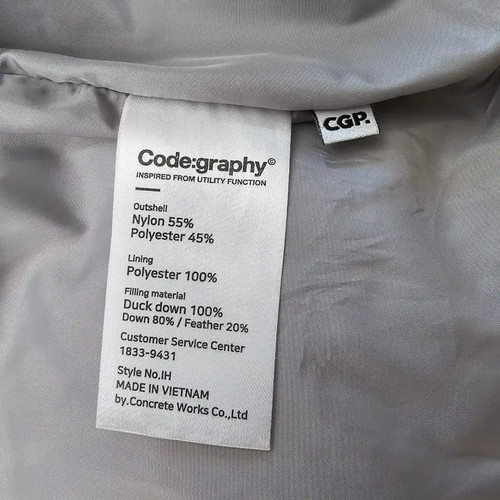 Code:graphy®
INSPIRED FROM UTILITY FUNCTION
Outshell
Nylon 55%
Polyester 45%
Lining
Polyester 100%
Filling material
Duck down 100%
Down 80% / Feather 20%
Customer Service Center
1833-9431
Style No.IH
MADE IN VIETNAM
by.Concrete Works Co.,Ltd
CGP.